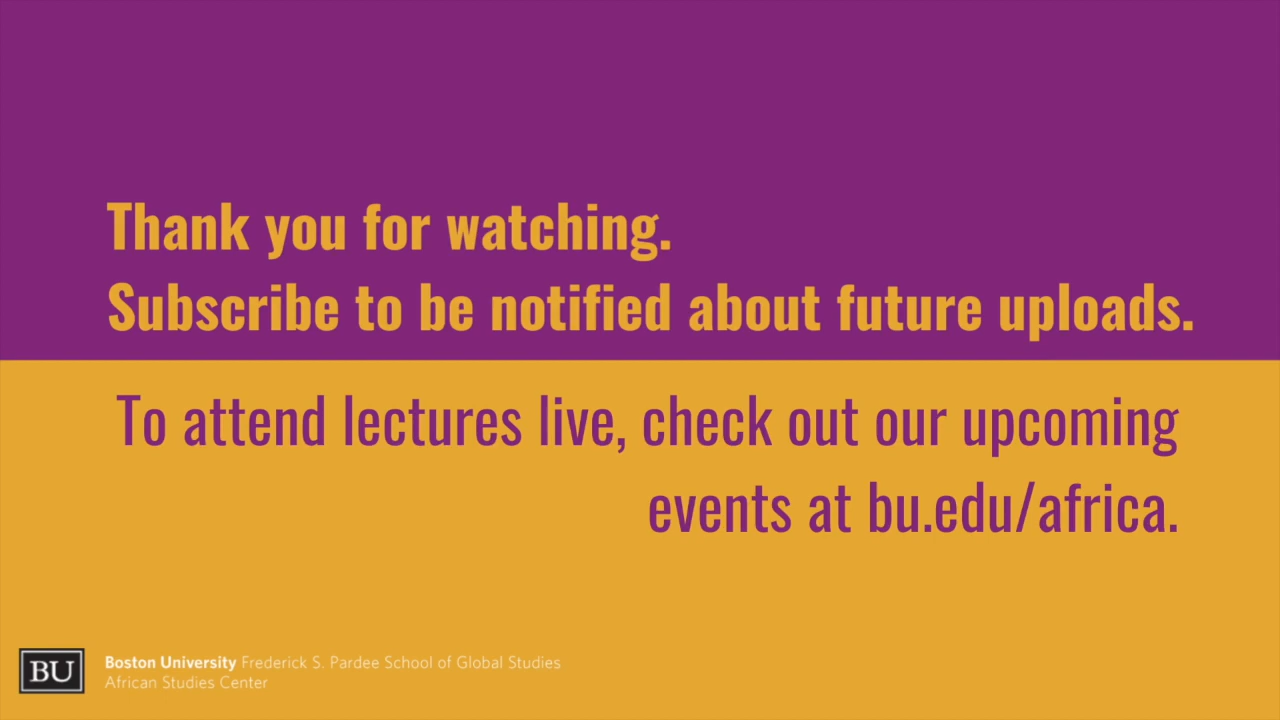 Thank you for watching.
Subscribe to be notified about future uploads.
To attend lectures live, check out our upcoming
events at bu.edu/africa.
BU
Boston University Frederick S. Pardee School of Global Studies
African Studies Center